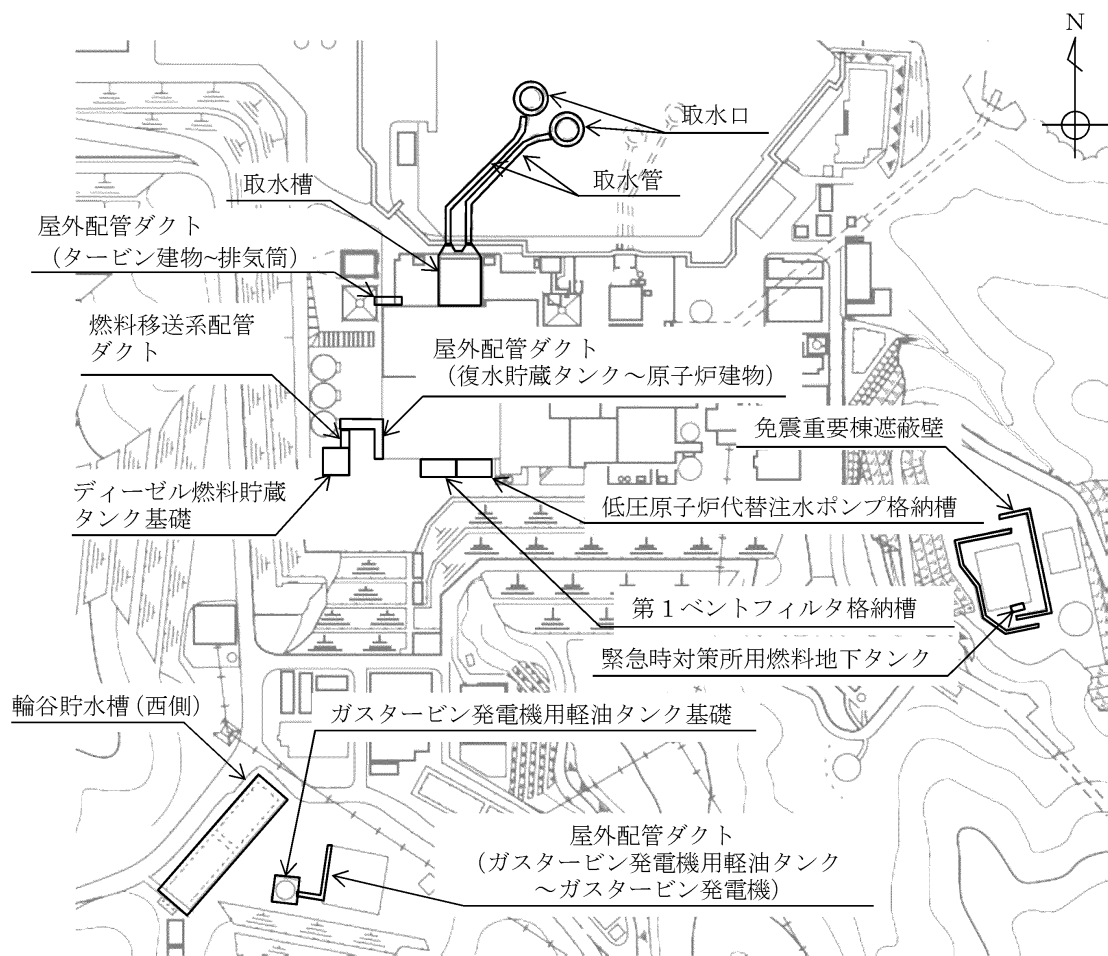 N
取水口
取水管
取水槽
屋外配管ダクト
（タービン建物~排気筒）
燃料移送系配管
ダクト
屋外配管ダクト
（復水貯蔵タンク～原子炉建物）
免震重要棟遮蔽壁
ディーゼル燃料貯蔵
タンク基礎
低圧原子炉代替注水ポンプ格納槽
第１ベントフィルタ格納槽
緊急時対策所用燃料地下タンク
輪谷貯水槽（西側）
ガスタービン発電機用軽油タンク基礎
屋外配管ダクト
（ガスタービン発電機用軽油タンク
～ガスタービン発電機）